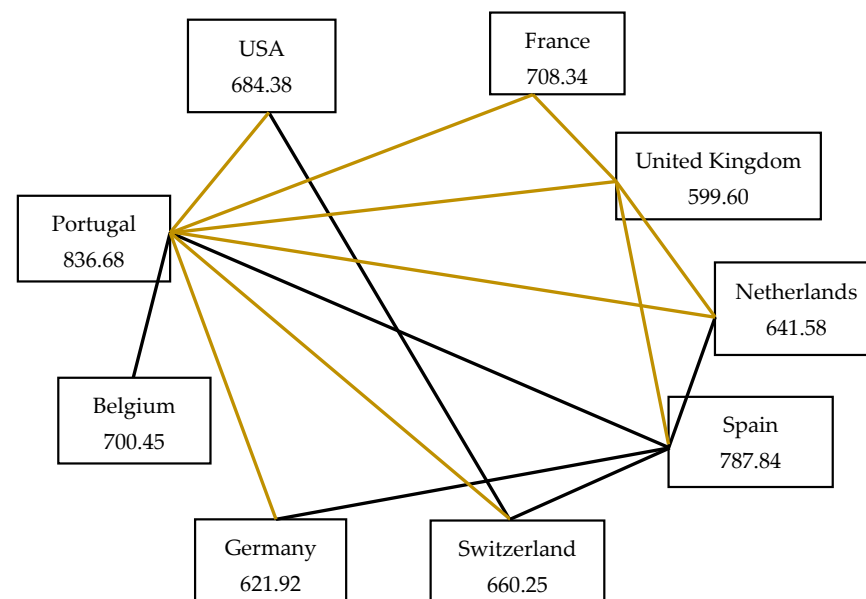 USA
684.38
France
708.34
United Kingdom
599.60
Portugal
836.68
Netherlands
641.58
Belgium
700.45
Spain
787.84
Germany
621.92
Switzerland
660.25